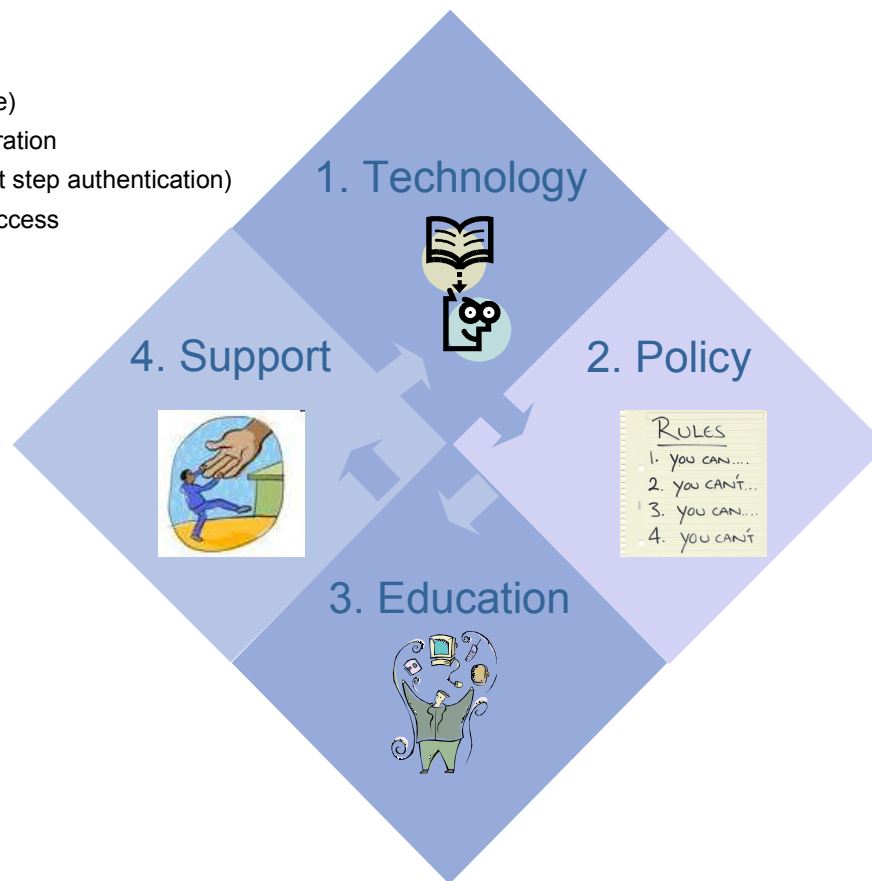 e)
ration
t step authentication)
ccess
1. Technology
4. Support
2. Policy
RULES
1. YOU CAN....
2. YOU CAN'T...
3. YOU CAN....
4. YOU CAN'T
3. Education